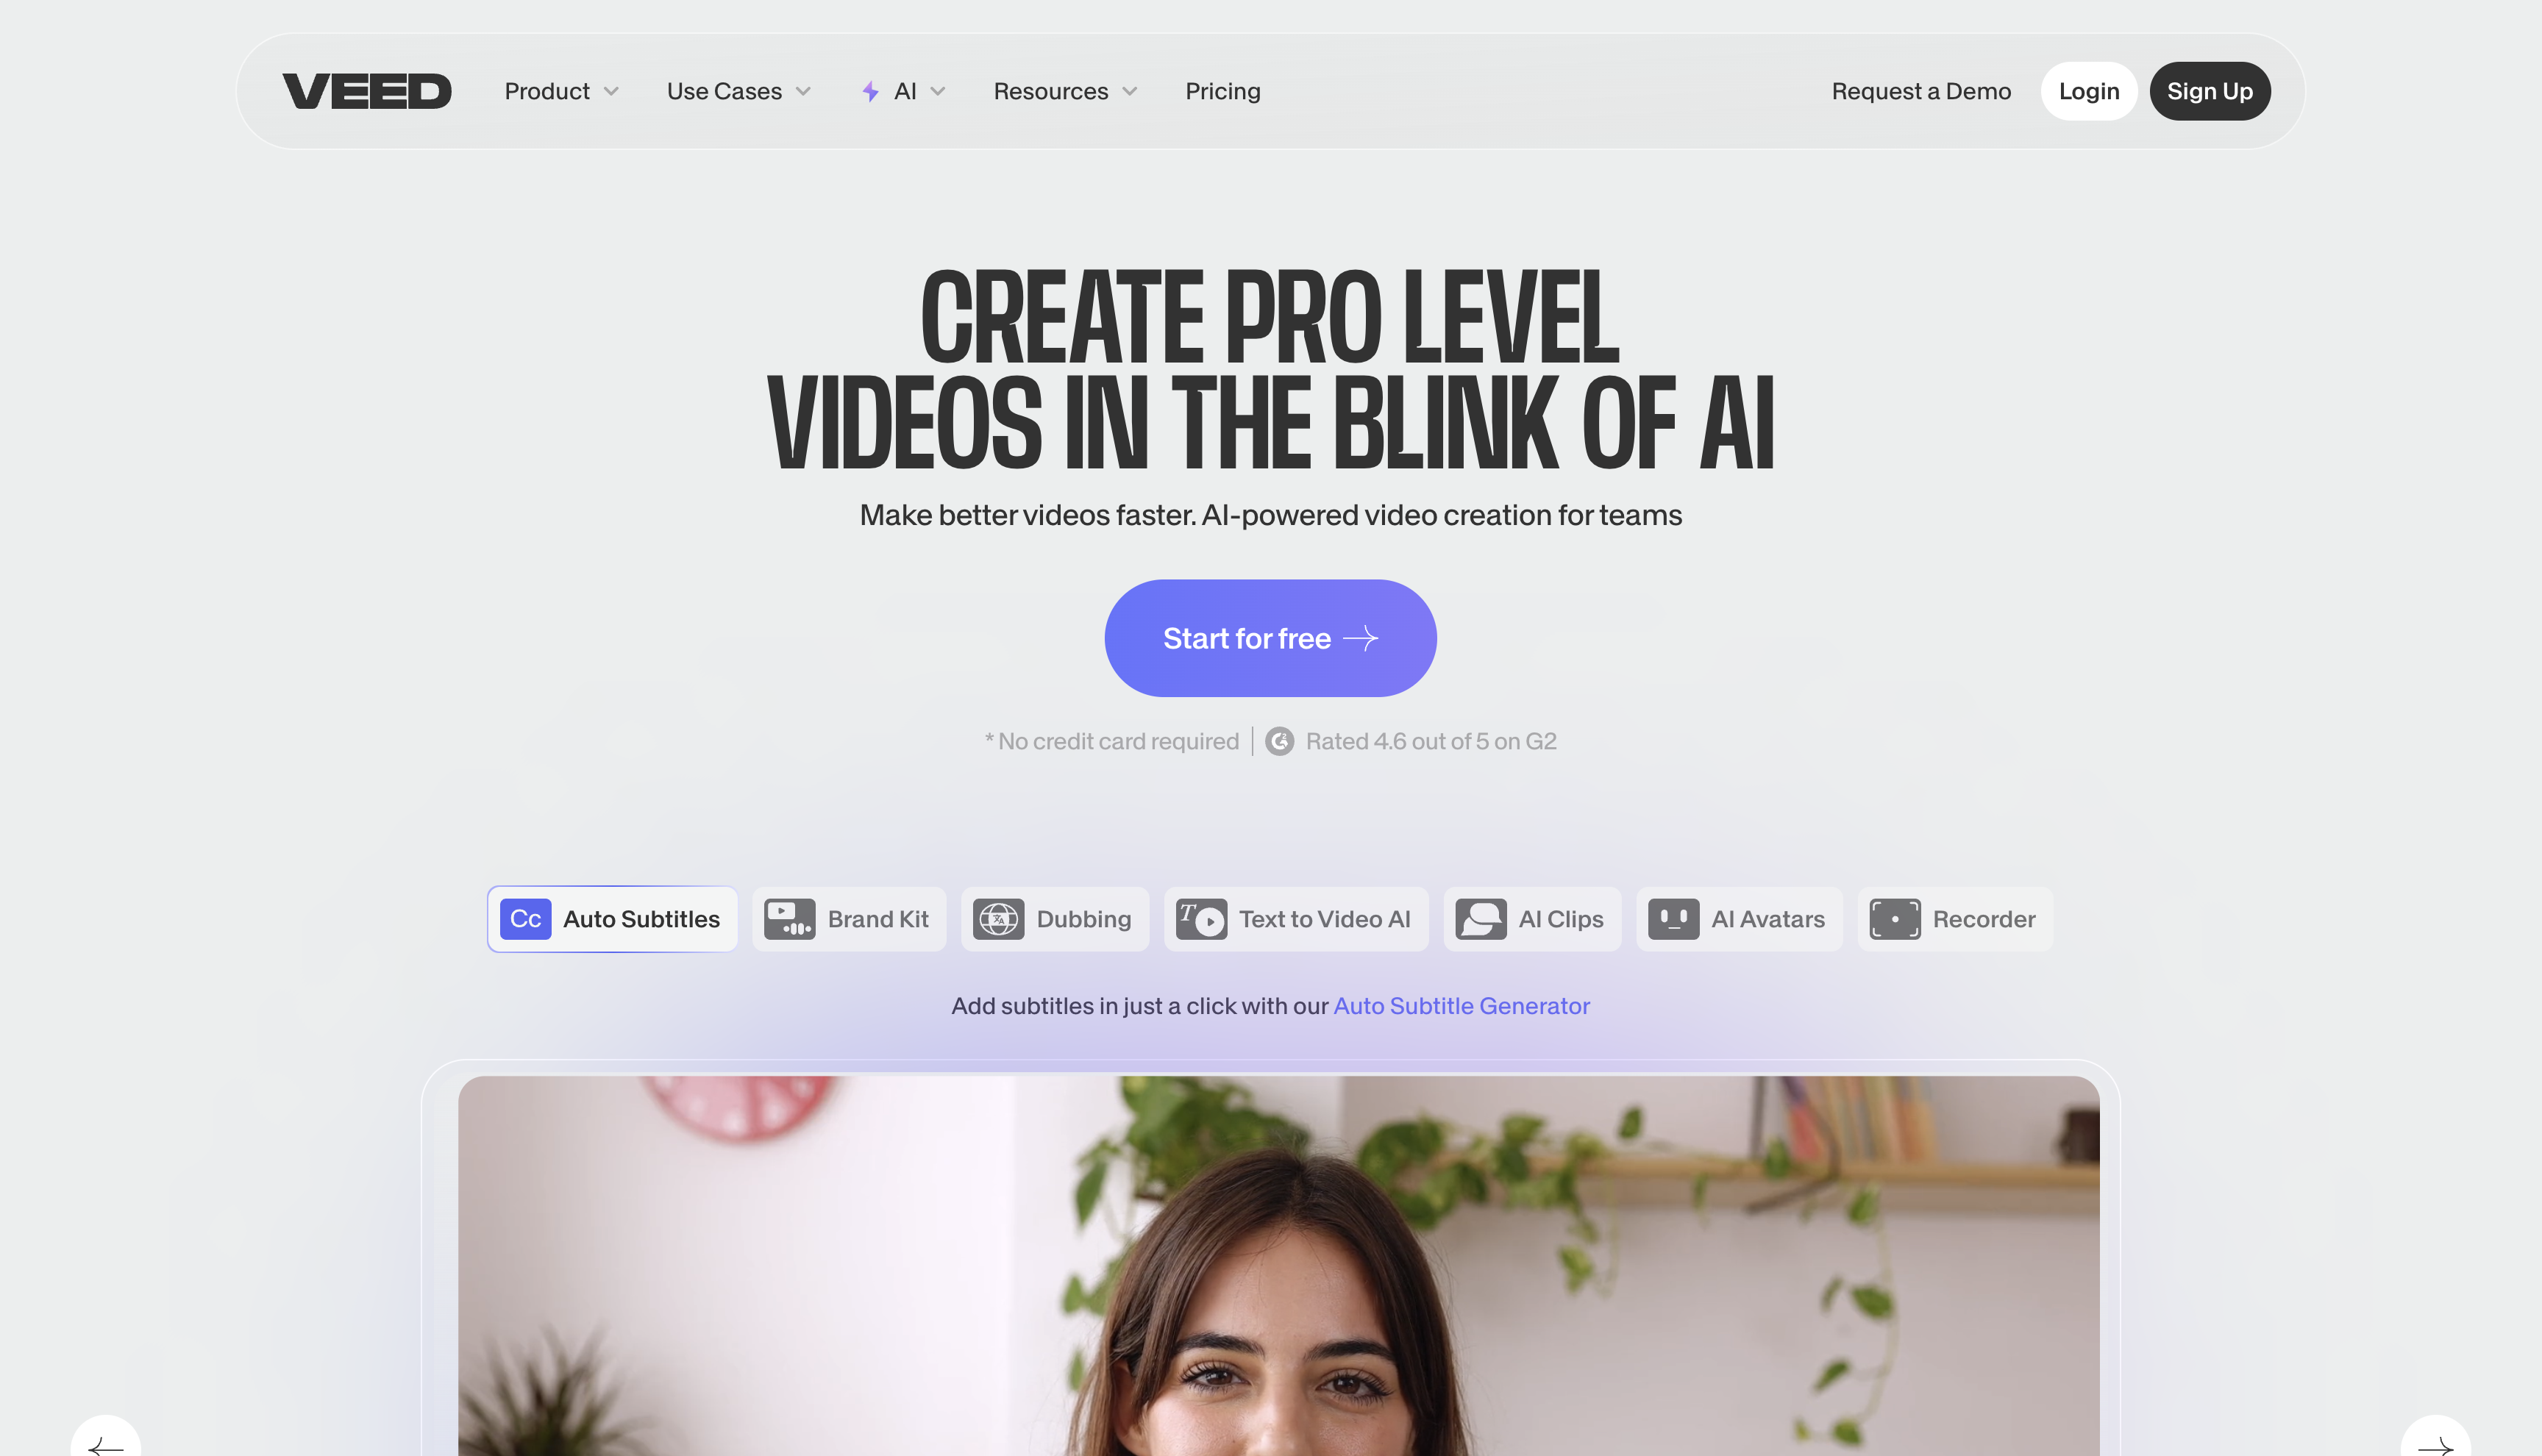 VEED Product Use Cases AI Resources Pricing Request a Demo Login Sign Up
CREATE PRO LEVEL
VIDEOS IN THE BLINK OF AI
Make better videos faster. AI-powered video creation for teams
Start for free
* No credit card required | Rated 4.6 out of 5 on G2
Cc Auto Subtitles Brand Kit Dubbing Text to Video AI AI Clips AI Avatars Recorder
Add subtitles in just a click with our Auto Subtitle Generator